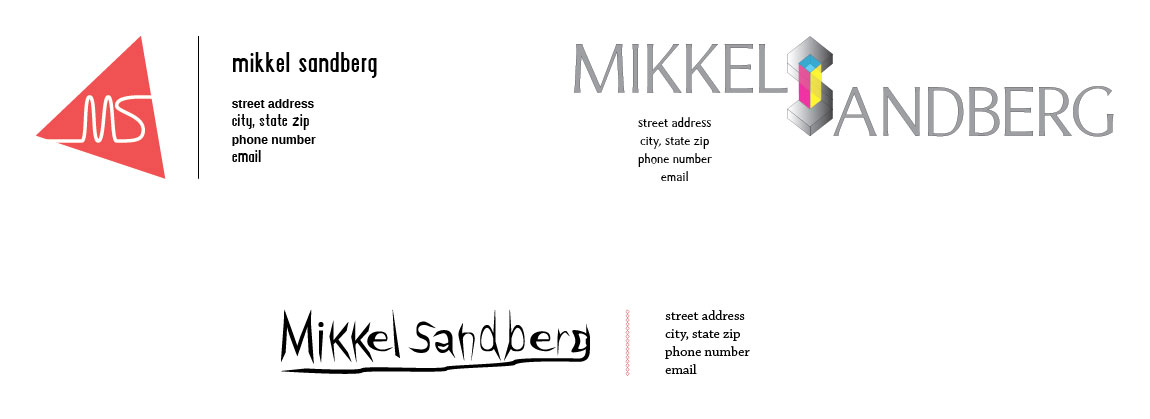 MS
mikkel sandberg
street address
city, state zip
phone number
email
MIKKEL SANDBERG
street address
city, state zip
phone number
email
Mikkel Sandberg
street address
city, state zip
phone number
email